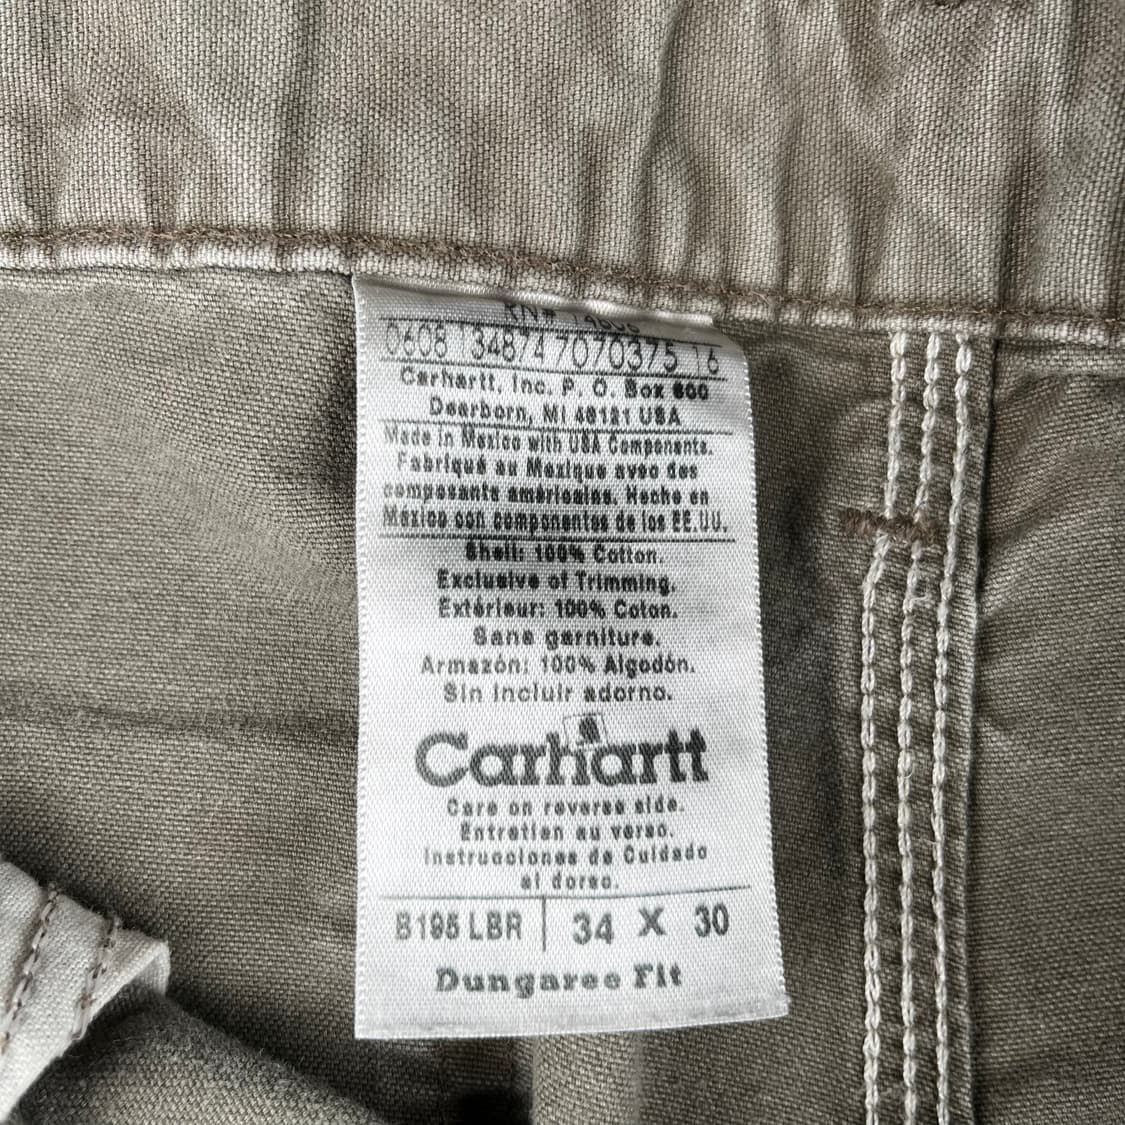 RN# 14806
0608 134874 7070375 16
Carhartt, Inc. P. O. Box 600
Dearborn, MI 48121 USA
Made in Mexico with USA Components.
Fabriqué au Mexique avec des
composants américains. Hecho en
Mexico con componentes de los EE.UU.
Shell: 100% Cotton.
Exclusive of Trimming.
Extérieur: 100% Coton.
Sans garniture.
Armazón: 100% Algodón.
Sin incluir adorno.
Carhartt
Care on reverse side.
Entretien au verso.
Instrucciones de Cuidado
al dorso.
B195 LBR 34 X 30
Dungaree Fit